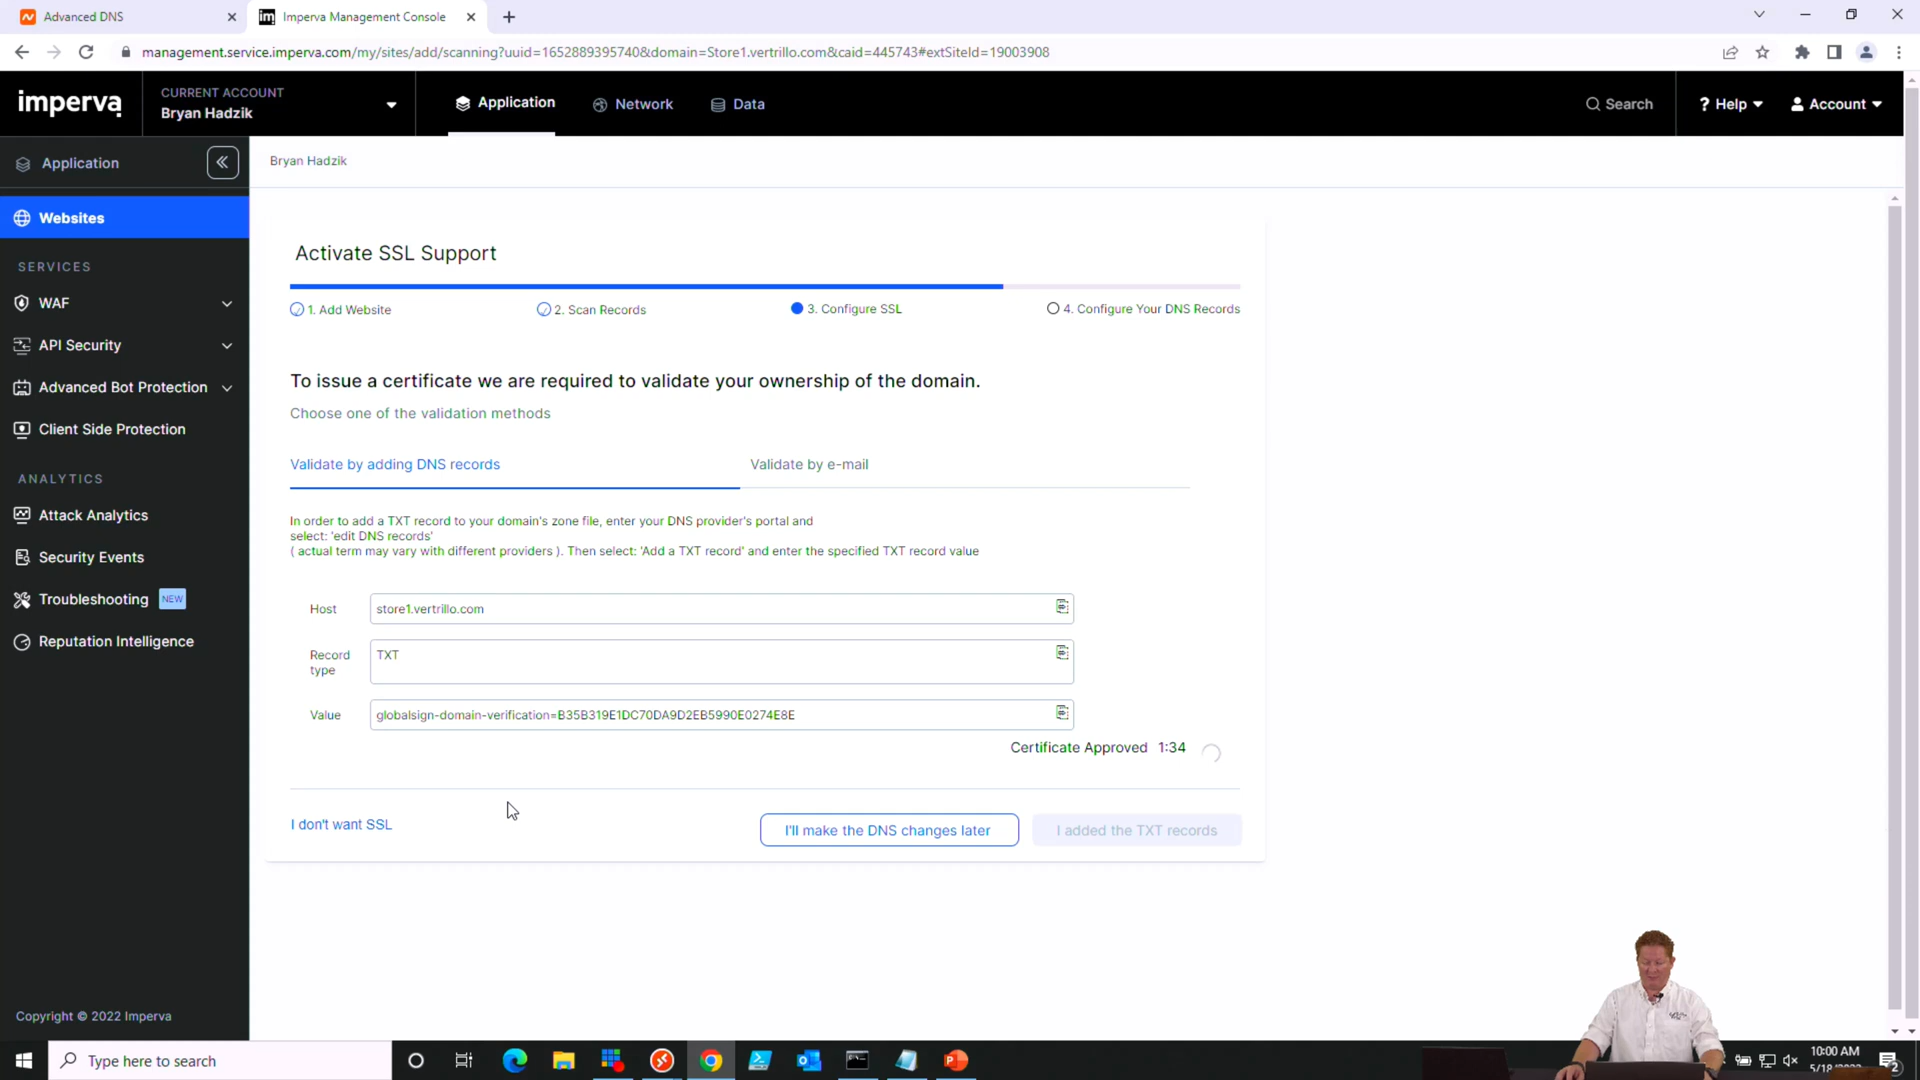 Advanced DNS
Imperva Management Console
management.service.imperva.com/my/sites/add/scanning?uuid=1652889395740&domain=Store1.vertrillo.com&caid=445743#extSiteId=19003908
imperva
CURRENT ACCOUNT
Bryan Hadzik
Application
Network
Data
Search
? Help
Account
Application
Bryan Hadzik
Websites
SERVICES
WAF
API Security
Advanced Bot Protection
Client Side Protection
ANALYTICS
Attack Analytics
Security Events
Troubleshooting NEW
Reputation Intelligence
Copyright © 2022 Imperva
Activate SSL Support
1. Add Website
2. Scan Records
3. Configure SSL
4. Configure Your DNS Records
To issue a certificate we are required to validate your ownership of the domain.
Choose one of the validation methods
Validate by adding DNS records
Validate by e-mail
In order to add a TXT record to your domain's zone file, enter your DNS provider's portal and
select: 'edit DNS records'
( actual term may vary with different providers ). Then select: 'Add a TXT record' and enter the specified TXT record value
Host
store1.vertrillo.com
Record
type
TXT
Value
globalsign-domain-verification=B35B319E1DC70DA9D2EB5990E0274E8E
Certificate Approved 1:34
I don't want SSL
I'll make the DNS changes later
I added the TXT records
Type here to search
10:00 AM
2